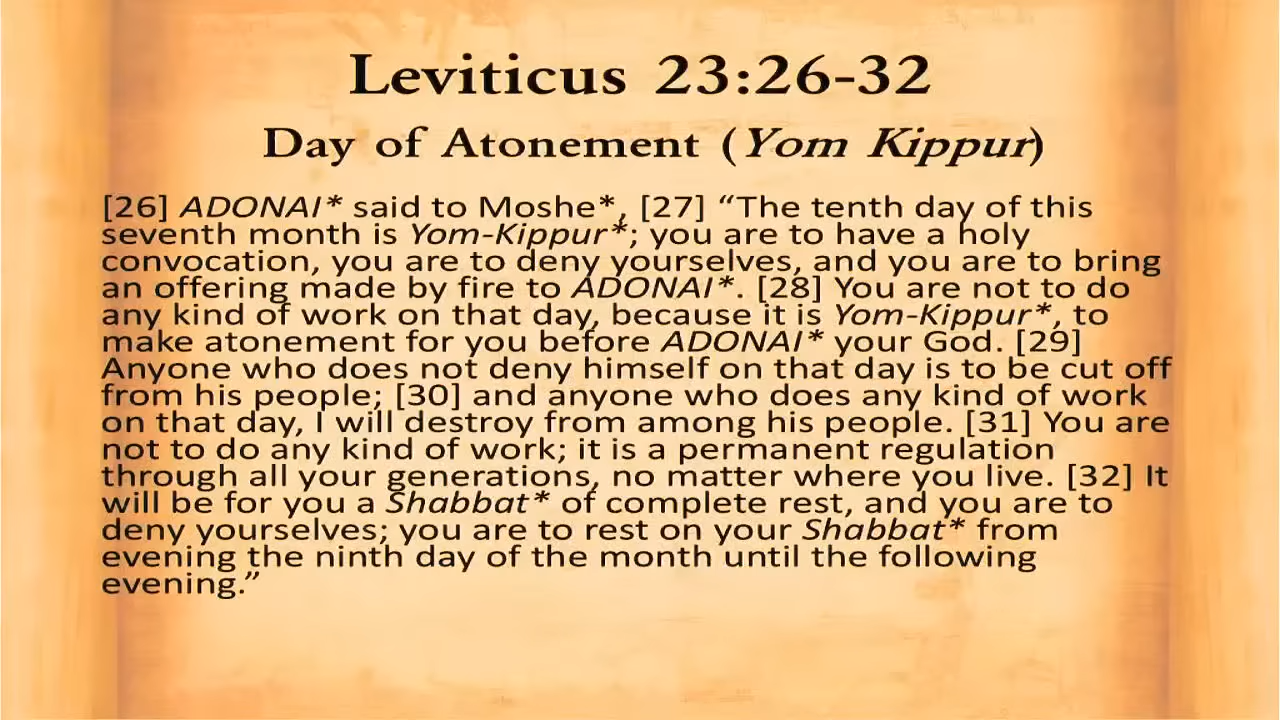 Leviticus 23:26-32
Day of Atonement (Yom Kippur)
[26] ADONAI* said to Moshe*, [27] “The tenth day of this
seventh month is Yom-Kippur*; you are to have a holy
convocation, you are to deny yourselves, and you are to bring
an offering made by fire to ADONAI*. [28] You are not to do
any kind of work on that day, because it is Yom-Kippur*, to
make atonement for you before ADONAI* your God. [29]
Anyone who does not deny himself on that day is to be cut off
from his people; [30] and anyone who does any kind of work
on that day, I will destroy from among his people. [31] You are
not to do any kind of work; it is a permanent regulation
through all your generations, no matter where you live. [32] It
will be for you a Shabbat* of complete rest, and you are to
deny yourselves; you are to rest on your Shabbat* from
evening the ninth day of the month until the following
evening.”